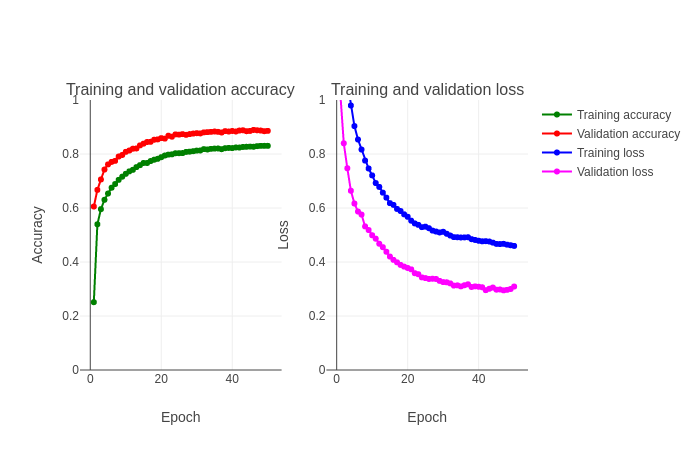 Training and validation accuracy
Training and validation loss
1
0.8
0.6
0.4
0.2
0
0
20
40
Accuracy
Epoch
1
0.8
0.6
0.4
0.2
0
0
20
40
Loss
Epoch
Training accuracy
Validation accuracy
Training loss
Validation loss